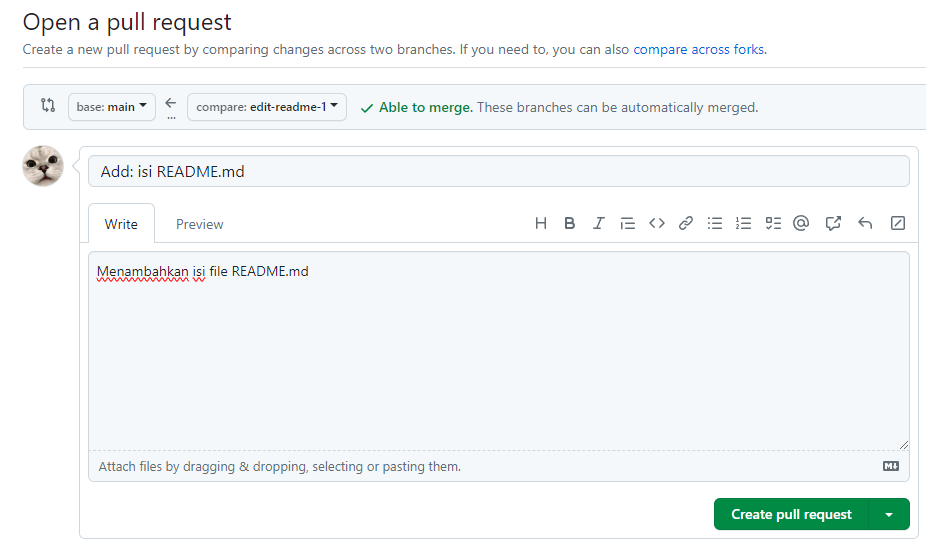 Open a pull request
Create a new pull request by comparing changes across two branches. If you need to, you can also compare across forks.
base: main ← compare: edit-readme-1 ✓ Able to merge. These branches can be automatically merged.
...
Add: isi README.md
Write Preview
Menambahkan isi file README.md
Attach files by dragging & dropping, selecting or pasting them.
Create pull request